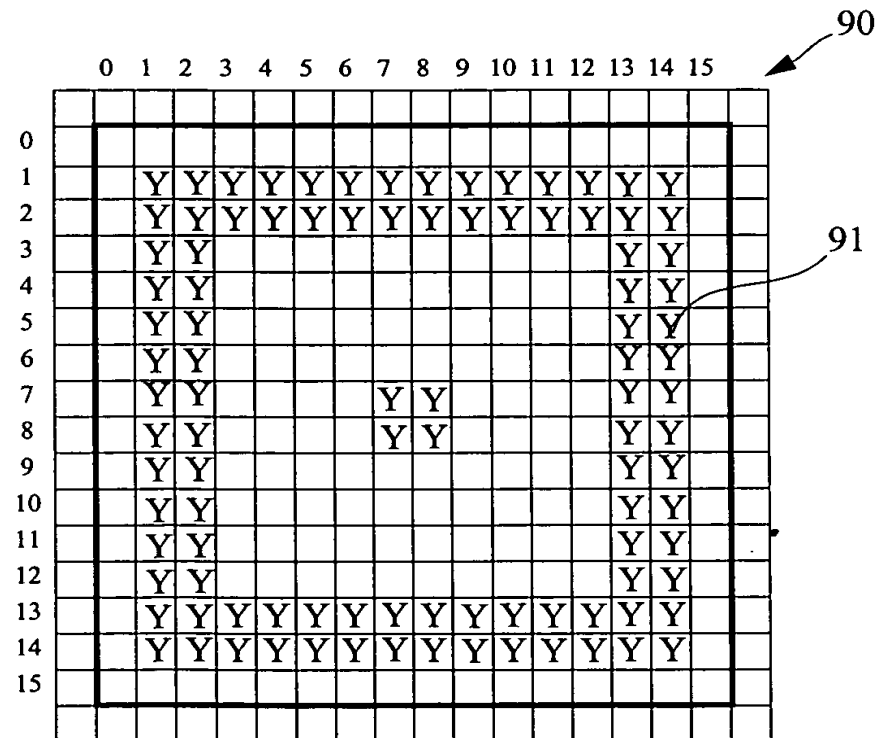 90
0 1 2 3 4 5 6 7 8 9 10 11 12 13 14 15
0
1 Y Y Y Y Y Y Y Y Y Y Y Y Y Y
2 Y Y Y Y Y Y Y Y Y Y Y Y Y Y
3 Y Y Y Y
91
4 Y Y Y Y
5 Y Y Y Y
6 Y Y Y Y
7 Y Y Y Y Y Y
8 Y Y Y Y Y Y
9 Y Y Y Y
10 Y Y Y Y
11 Y Y Y Y
12 Y Y Y Y
13 Y Y Y Y Y Y Y Y Y Y Y Y Y Y
14 Y Y Y Y Y Y Y Y Y Y Y Y Y Y
15